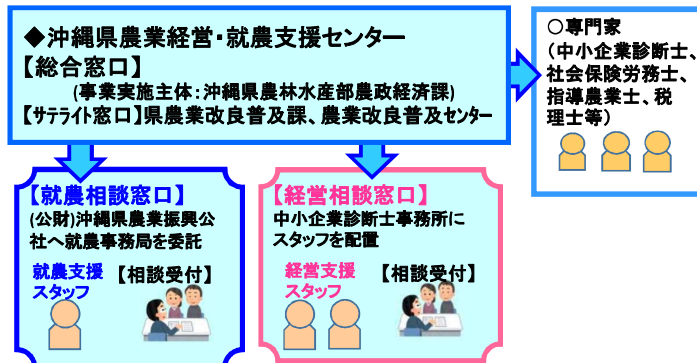 ◆沖縄県農業経営・就農支援センター
【総合窓口】
(事業実施主体：沖縄県農林水産部農政経済課)
【サテライト窓口】県農業改良普及課、農業改良普及センター
○専門家
(中小企業診断士、
社会保険労務士、
指導農業士、税
理士等)
【就農相談窓口】
(公財)沖縄県農業振興公
社へ就農事務局を委託
就農支援
スタッフ
【相談受付】
【経営相談窓口】
中小企業診断士事務所に
スタッフを配置
経営支援
スタッフ
【相談受付】